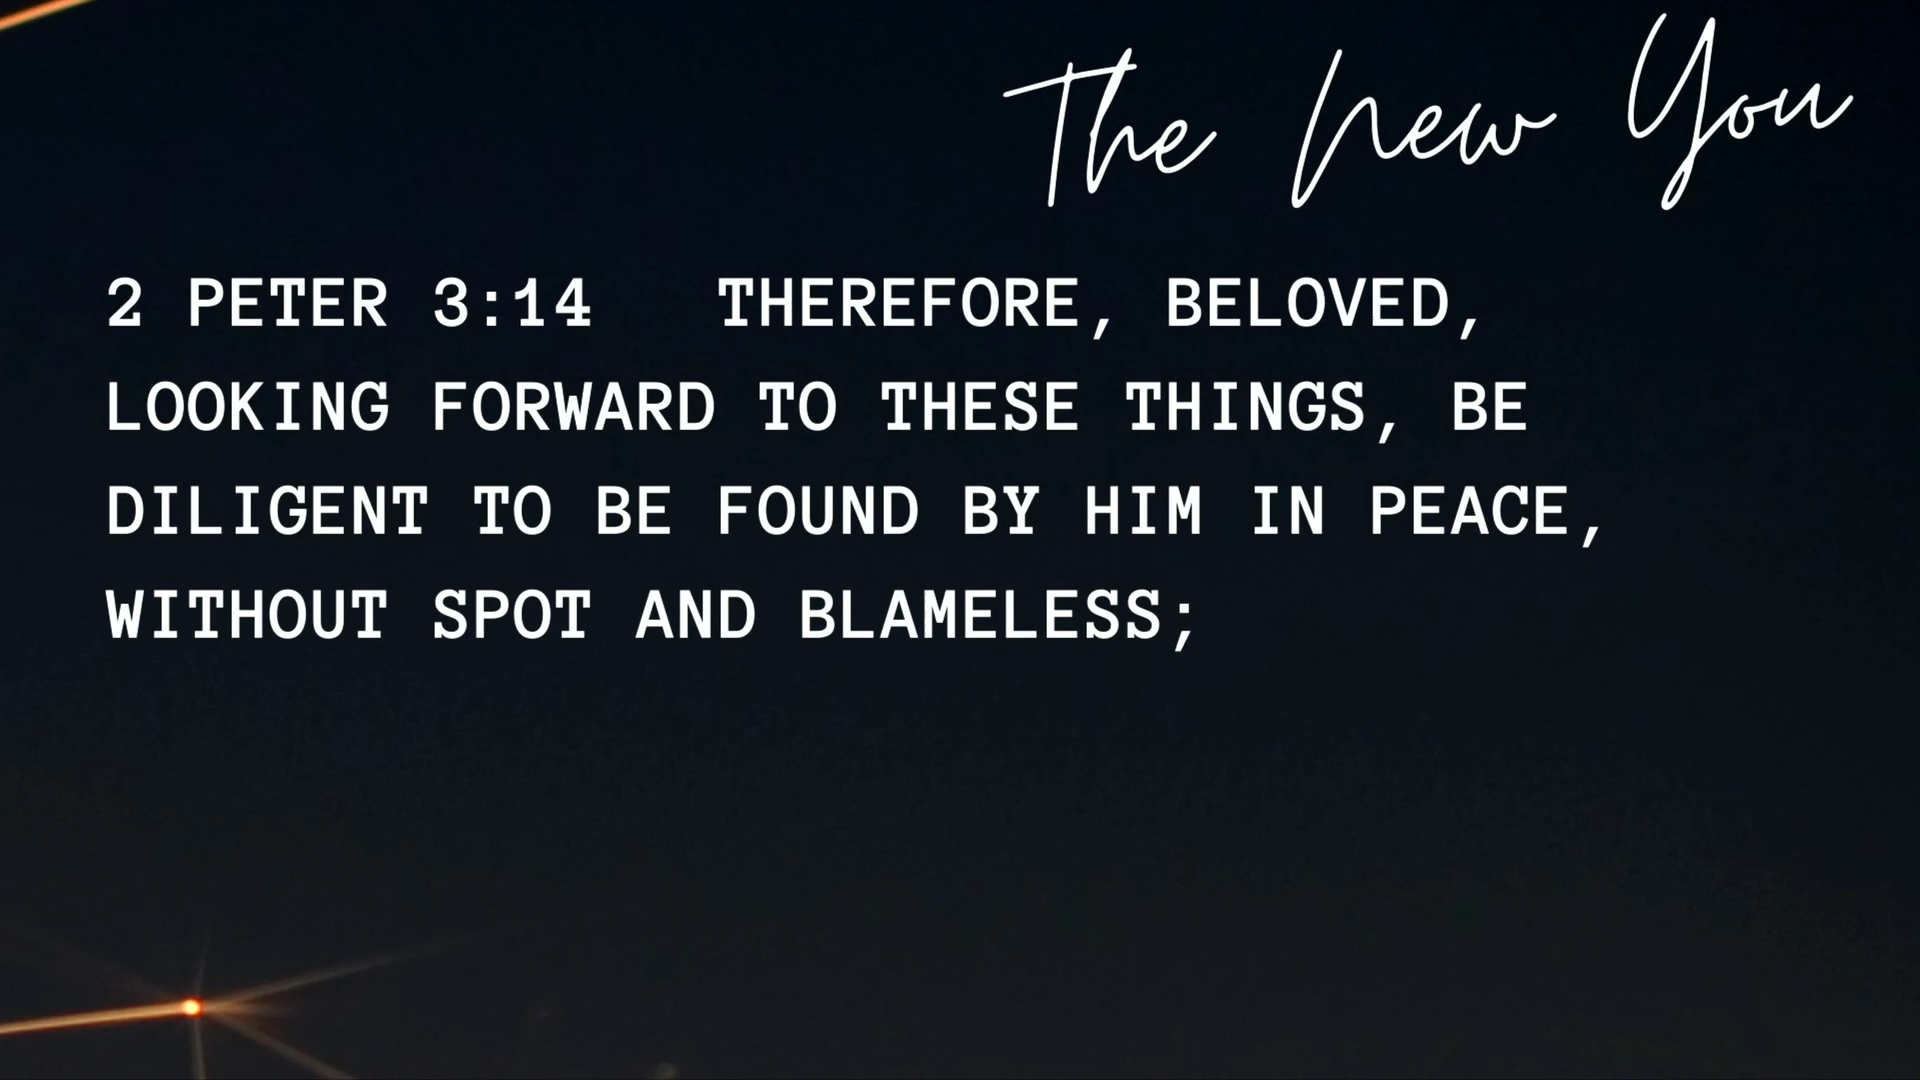 The New You
2 PETER 3:14 THEREFORE, BELOVED,
LOOKING FORWARD TO THESE THINGS, BE
DILIGENT TO BE FOUND BY HIM IN PEACE,
WITHOUT SPOT AND BLAMELESS;